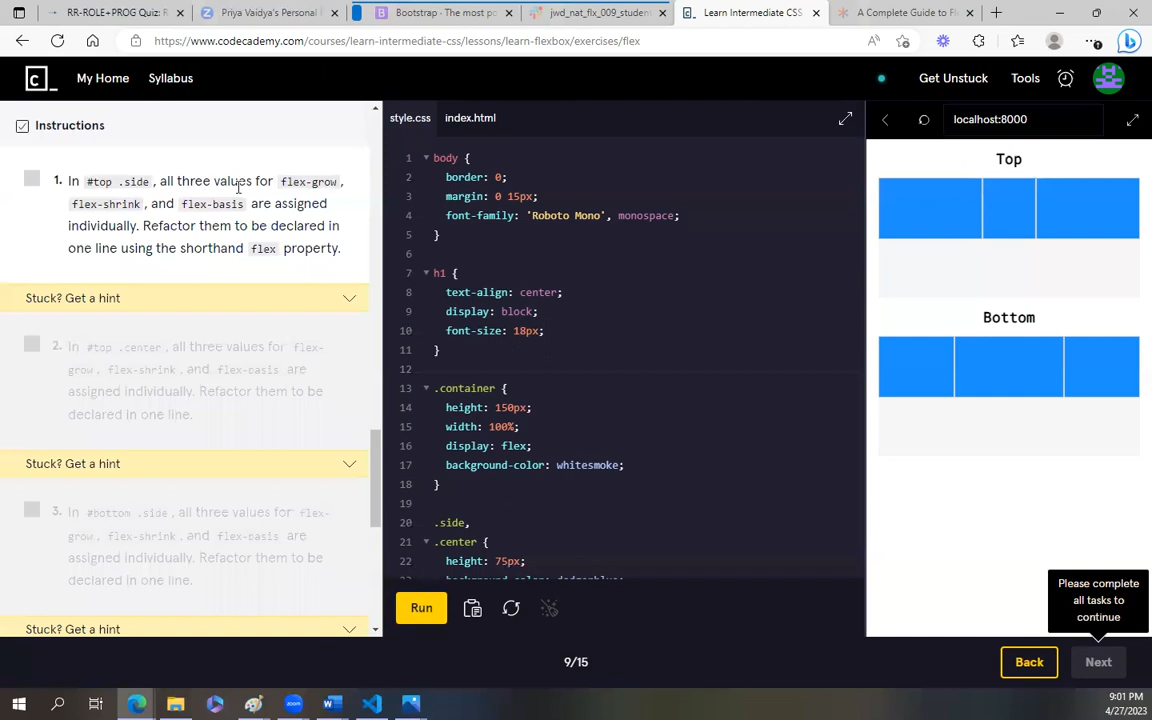 RR-ROLE+PROG Quiz: R
Priya Vaidya's Personal
Bootstrap - The most po
jwd_nat_flx_009_student
Learn Intermediate CSS
A Complete Guide to Fl
https://www.codecademy.com/courses/learn-intermediate-css/lessons/learn-flexbox/exercises/flex
My Home
Syllabus
Get Unstuck
Tools
Instructions
1. In #top .side, all three values for flex-grow,
flex-shrink, and flex-basis are assigned
individually. Refactor them to be declared in
one line using the shorthand flex property.
Stuck? Get a hint
2. In #top .center, all three values for flex-
grow, flex-shrink, and flex-basis are
assigned individually. Refactor them to be
declared in one line.
Stuck? Get a hint
3. In #bottom .side, all three values for flex-
grow, flex-shrink, and flex-basis are
assigned individually. Refactor them to be
declared in one line.
Stuck? Get a hint
style.css
index.html
1 body {
2 border: 0;
3 margin: 0 15px;
4 font-family: 'Roboto Mono', monospace;
5 }
6
7 h1 {
8 text-align: center;
9 display: block;
10 font-size: 18px;
11 }
12
13 .container {
14 height: 150px;
15 width: 100%;
16 display: flex;
17 background-color: whitesmoke;
18 }
19
20 .side,
21 .center {
22 height: 75px;
23 background-color: dodgerblue;
Run
localhost:8000
Top
Bottom
Please complete
all tasks to
continue
9/15
Back
Next
9:01 PM
4/27/2023